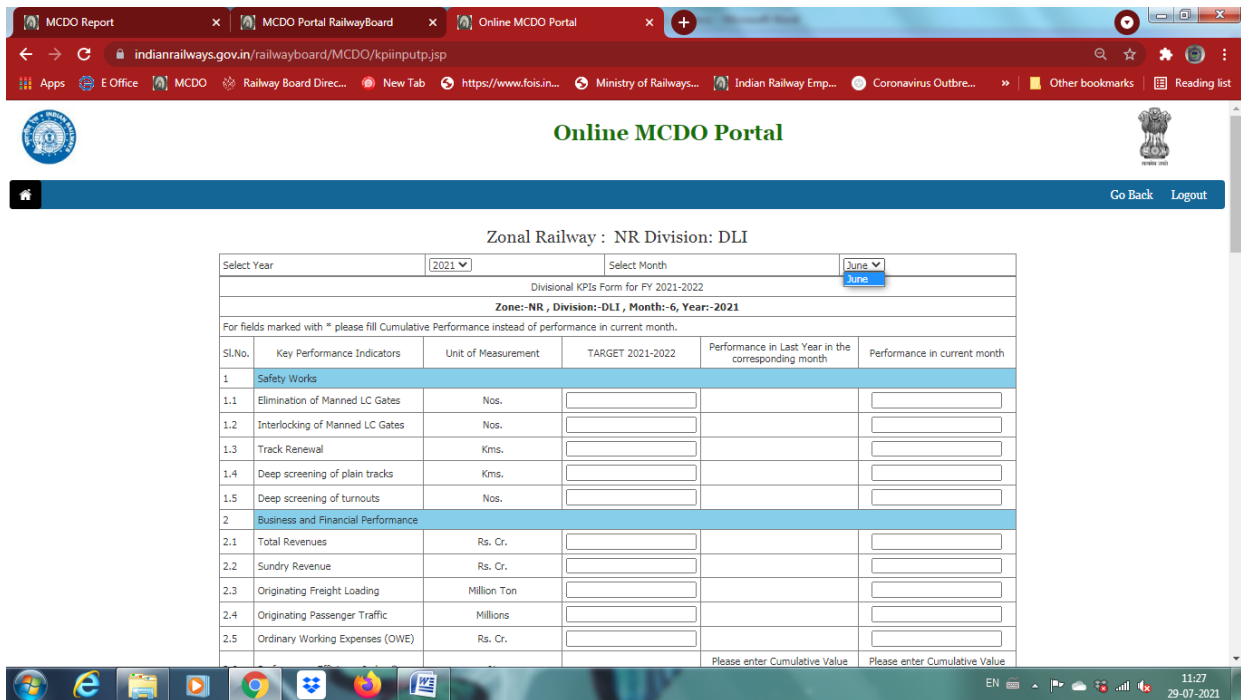 MCDO Report
MCDO Portal RailwayBoard
Online MCDO Portal
indianrailways.gov.in/railwayboard/MCDO/kpiinputp.jsp
Apps E Office MCDO Railway Board Direc... New Tab https://www.fois.in... Ministry of Railways... Indian Railway Emp... Coronavirus Outbre... » Other bookmarks Reading list
Online MCDO Portal
Go Back Logout
Zonal Railway : NR Division: DLI
Select Year 2021 Select Month June
June
Divisional KPIs Form for FY 2021-2022
Zone:-NR , Division:-DLI , Month:-6, Year:-2021
For fields marked with * please fill Cumulative Performance instead of performance in current month.
Sl.No. Key Performance Indicators Unit of Measurement TARGET 2021-2022 Performance in Last Year in the corresponding month Performance in current month
1 Safety Works
1.1 Elimination of Manned LC Gates Nos.
1.2 Interlocking of Manned LC Gates Nos.
1.3 Track Renewal Kms.
1.4 Deep screening of plain tracks Kms.
1.5 Deep screening of turnouts Nos.
2 Business and Financial Performance
2.1 Total Revenues Rs. Cr.
2.2 Sundry Revenue Rs. Cr.
2.3 Originating Freight Loading Million Ton
2.4 Originating Passenger Traffic Millions
2.5 Ordinary Working Expenses (OWE) Rs. Cr.
Please enter Cumulative Value Please enter Cumulative Value
EN 11:27
29-07-2021